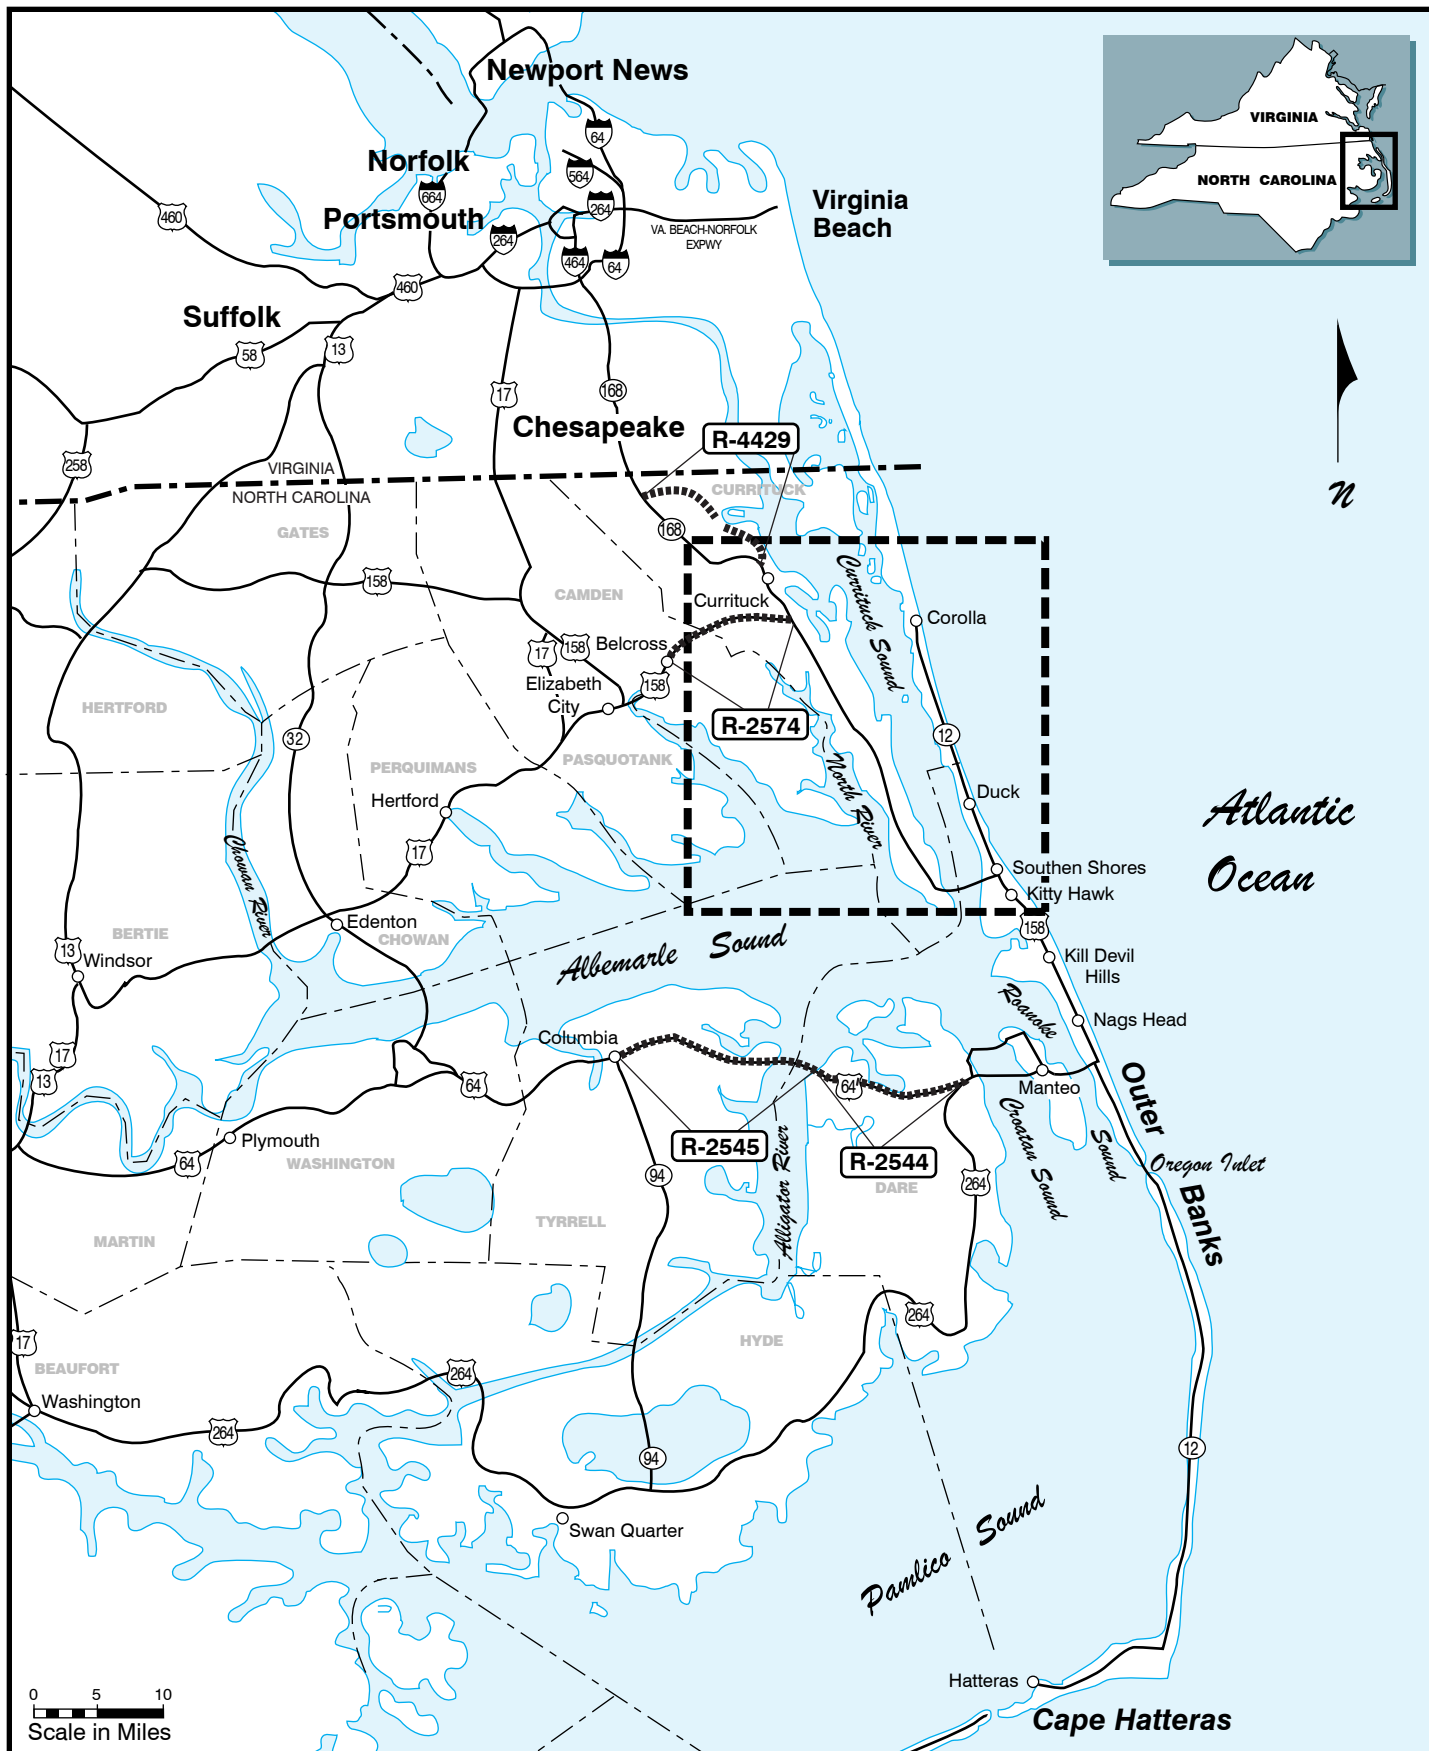 Newport News
64
Norfolk
564
664
264
Portsmouth
460
264
VA. BEACH-NORFOLK
EXPWY
Virginia
Beach
464
64
460
Suffolk
58
13
17
168
Chesapeake
R-4429
258
VIRGINIA
NORTH CAROLINA
CURRITUCK
GATES
168
158
CAMDEN
Currituck
Currituck Sound
Corolla
17
158
Belcross
158
Elizabeth
City
HERTFORD
32
R-2574
12
PERQUIMANS
PASQUOTANK
North River
Hertford
Duck
17
Chowan River
Southen Shores
Kitty Hawk
Edenton
158
BERTIE
CHOWAN
13
Windsor
Albemarle Sound
Kill Devil
Hills
Roanoke
Sound
Nags Head
Columbia
17
13
64
64
Manteo
Outer
Banks
Croatan Sound
Plymouth
R-2545
R-2544
Alligator River
Oregon Inlet
64
WASHINGTON
94
DARE
264
TYRRELL
MARTIN
264
17
HYDE
BEAUFORT
264
Washington
264
94
12
Swan Quarter
Pamlico Sound
Hatteras
Cape Hatteras
Atlantic
Ocean
VIRGINIA
NORTH CAROLINA
N
0 5 10
Scale in Miles